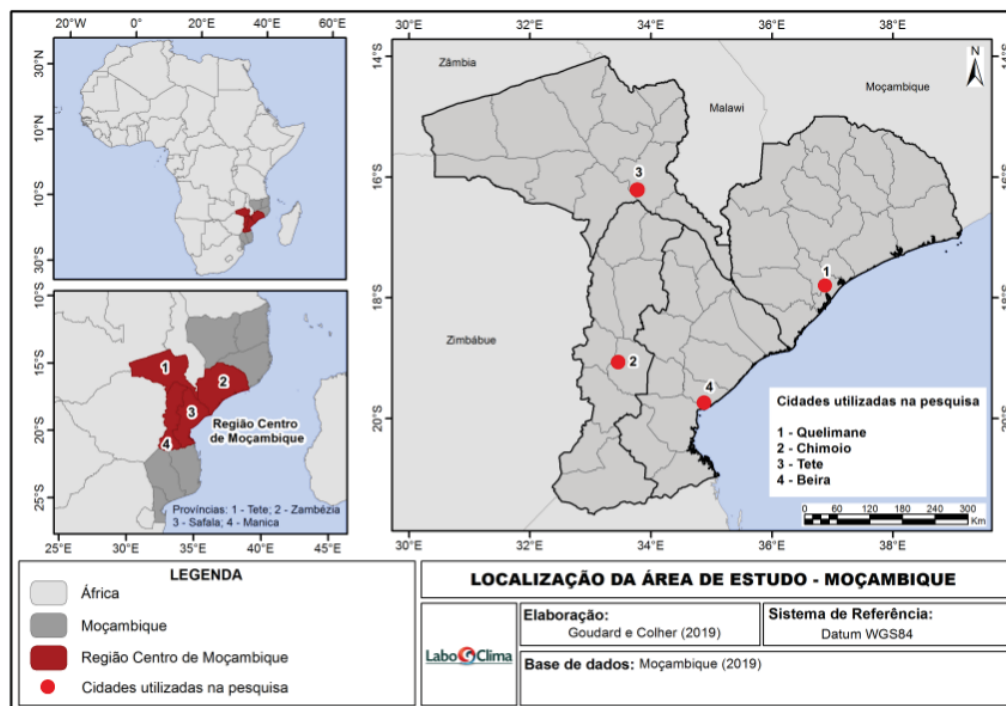 20°W 0° 20°E 40°E 60°E
30°N
10°N
10°S
30°S
10°S
15°S
20°S
25°S
1
2
3
4
Região Centro
de Moçambique
Províncias: 1 - Tete; 2 - Zambézia
3 - Safala; 4 - Manica
25°E 30°E 35°E 40°E 45°E
30°E 32°E 34°E 36°E 38°E
14°S
16°S
18°S
20°S
14°S
16°S
18°S
20°S
N
Zâmbia
Malawi
Moçambique
Zimbábue
3
1
2
4
Cidades utilizadas na pesquisa
1 - Quelimane
2 - Chimoio
3 - Tete
4 - Beira
0 30 60 120 180 240 300
Km
30°E 32°E 34°E 36°E 38°E
LEGENDA
África
Moçambique
Região Centro de Moçambique
Cidades utilizadas na pesquisa
LOCALIZAÇÃO DA ÁREA DE ESTUDO - MOÇAMBIQUE
LaboClima
Elaboração:
Goudard e Colher (2019)
Sistema de Referência:
Datum WGS84
Base de dados: Moçambique (2019)